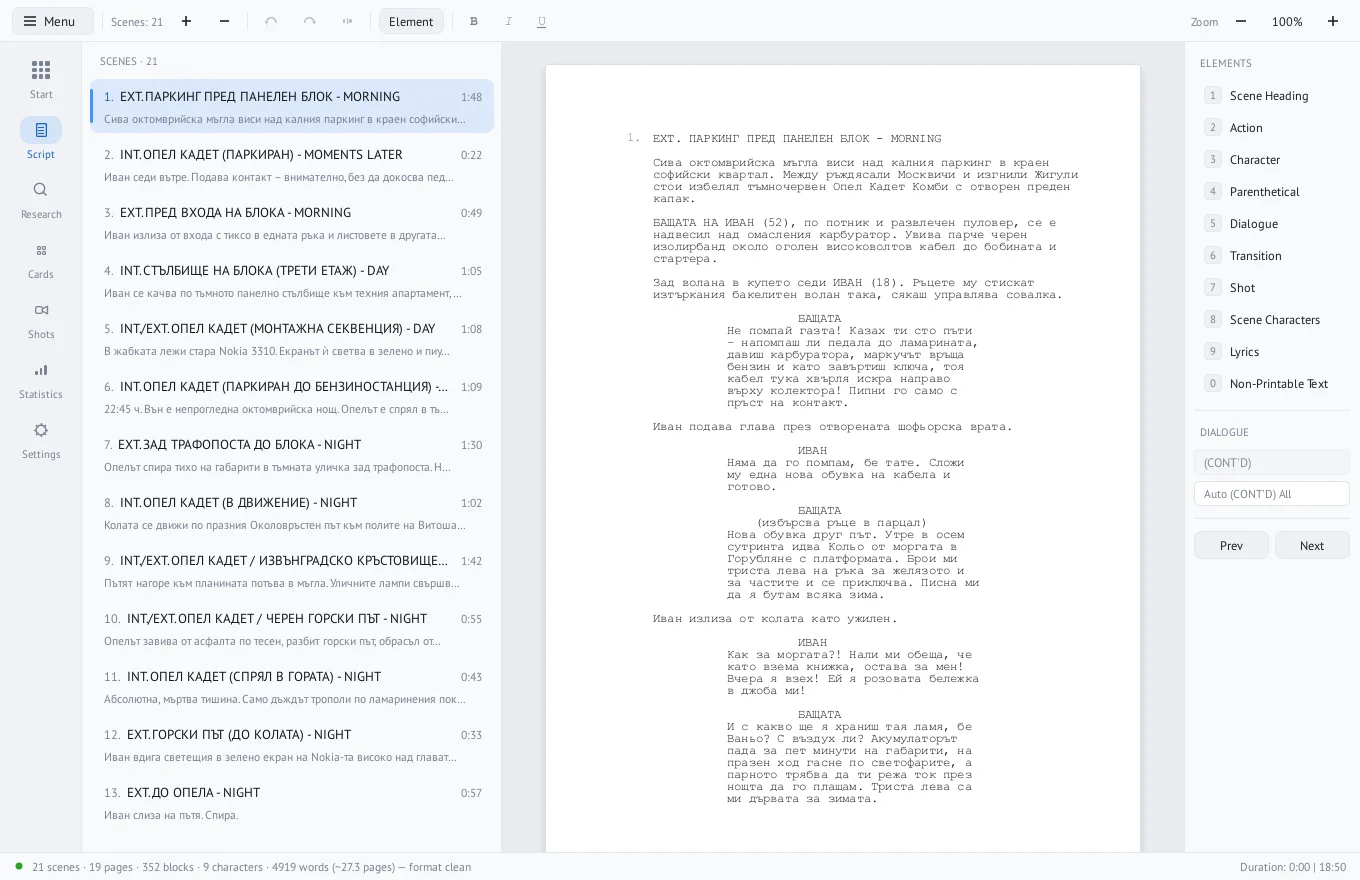 Menu
Scenes: 21
Element
B
I
U
Zoom
100%
Start
Script
Research
Cards
Shots
Statistics
Settings
SCENES · 21
1. EXT.ПАРКИНГ ПРЕД ПАНЕЛЕН БЛОК - MORNING 1:48
Сива октомврийска мъгла виси над калния паркинг в краен софийски...
2. INT.ОПЕЛ КАДЕТ (ПАРКИРАН) - MOMENTS LATER 0:22
Иван седи вътре. Подава контакт – внимателно, без да докосва пед...
3. EXT.ПРЕД ВХОДА НА БЛОКА - MORNING 0:49
Иван излиза от входа с тиксо в едната ръка и листовете в другата...
4. INT.СТЪЛБИЩЕ НА БЛОКА (ТРЕТИ ЕТАЖ) - DAY 1:05
Иван се качва по тъмното панелно стълбище към техния апартамент, ...
5. INT./EXT.ОПЕЛ КАДЕТ (МОНТАЖНА СЕКВЕНЦИЯ) - DAY 1:08
В жабката лежи стара Nokia 3310. Екранът ѝ светва в зелено и пиу...
6. INT./EXT.ОПЕЛ КАДЕТ (ПАРКИРАН ДО БЕНЗИНОСТАНЦИЯ) -... 1:09
22:45 ч. Вън е непрогледна октомврийска нощ. Опелът е спрял в тъ...
7. EXT.ЗАД ТРАФОПОСТА ДО БЛОКА - NIGHT 1:30
Опелът спира тихо на габарити в тъмната уличка зад трафопоста. Н...
8. INT.ОПЕЛ КАДЕТ (В ДВИЖЕНИЕ) - NIGHT 1:02
Колата се движи по празния Околовръстен път към полите на Витоша...
9. INT./EXT.ОПЕЛ КАДЕТ / ИЗВЪНГРАДСКО КРЪСТОВИЩЕ... 1:42
Пътят нагоре към планината потъва в мъгла. Уличните лампи свършв...
10. INT./EXT.ОПЕЛ КАДЕТ / ЧЕРЕН ГОРСКИ ПЪТ - NIGHT 0:55
Опелът завива от асфалта по тесен, разбит горски път, обрасъл от...
11. INT.ОПЕЛ КАДЕТ (СПРЯЛ В ГОРАТА) - NIGHT 0:43
Абсолютна, мъртва тишина. Само дъждът трополи по ламаринения пок...
12. EXT.ГОРСКИ ПЪТ (ДО КОЛАТА) - NIGHT 0:33
Иван вдига светещия в зелено екран на Nokia-та високо над глават...
13. EXT.ДО ОПЕЛА - NIGHT 0:57
Иван слиза на пътя. Спира.
1. EXT. ПАРКИНГ ПРЕД ПАНЕЛЕН БЛОК - MORNING
Сива октомврийска мъгла виси над калния паркинг в краен
софийски квартал. Между ръждясали Москвичи и изгнили Жигули
стои избелял тъмночервен Опел Кадет Комби с отворен преден
капак.
БАЩАТА НА ИВАН (52), по потник и развлечен пуловер, се е
надвесил над омасления карбуратор. Увива парче черен
изолирбанд около оголен високоволтов кабел до бобината и
стартера.
Зад волана в купето седи ИВАН (18). Ръцете му стискат
изтъркания бакелитен волан така, сякаш управлява совалка.
БАЩАТА
Не помпай газта! Казах ти сто пъти
– напомпаш ли педала до ламарината,
давиш карбуратора, маркучът връща
бензин и като завъртиш ключа, тоя
кабел тука хвърля искра направо
върху колектора! Пипни го само с
пръст на контакт.
Иван подава глава през отворената шофьорска врата.
ИВАН
Няма да го помпам, бе тате. Сложи
му една нова обувка на кабела и
готово.
БАЩАТА
(избърсва ръце в парцал)
Нова обувка друг път. Утре в осем
сутринта идва Кольо от моргата в
Горубляне с платформата. Брои ми
триста лева на ръка за желязото и
за частите и се приключва. Писна ми
да я бутам всяка зима.
Иван излиза от колата като ужилен.
ИВАН
Как за моргата?! Нали ми обеща, че
като взема книжка, остава за мен!
Вчера я взех! Ей я розовата бележка
в джоба ми!
БАЩАТА
И с какво ще я храниш тая ламя, бе
Ваньо? С въздух ли? Акумулаторът
пада за пет минути на габарити, на
празен ход гасне по светофарите, а
парното трябва да ти режа ток през
нощта да го плащам. Триста лева са
ми дървата за зимата.
ELEMENTS
1 Scene Heading
2 Action
3 Character
4 Parenthetical
5 Dialogue
6 Transition
7 Shot
8 Scene Characters
9 Lyrics
0 Non-Printable Text
DIALOGUE
(CONT'D)
Auto (CONT'D) All
Prev
Next
21 scenes · 19 pages · 352 blocks · 9 characters · 4919 words (~27.3 pages) — format clean
Duration: 0:00 | 18:50